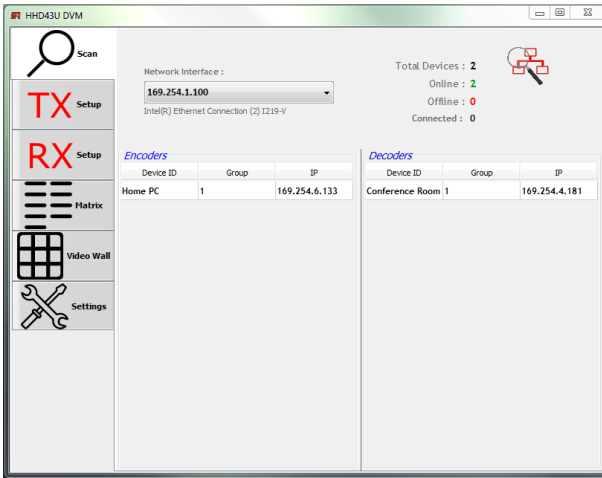 HHD43U DVM
Scan
TX Setup
RX Setup
Matrix
Video Wall
Settings
Network Interface :
169.254.1.100
Intel(R) Ethernet Connection (2) I219-V
Total Devices : 2
Online : 2
Offline : 0
Connected : 0
Encoders
Device ID Group IP
Home PC 1 169.254.6.133
Decoders
Device ID Group IP
Conference Room 1 169.254.4.181